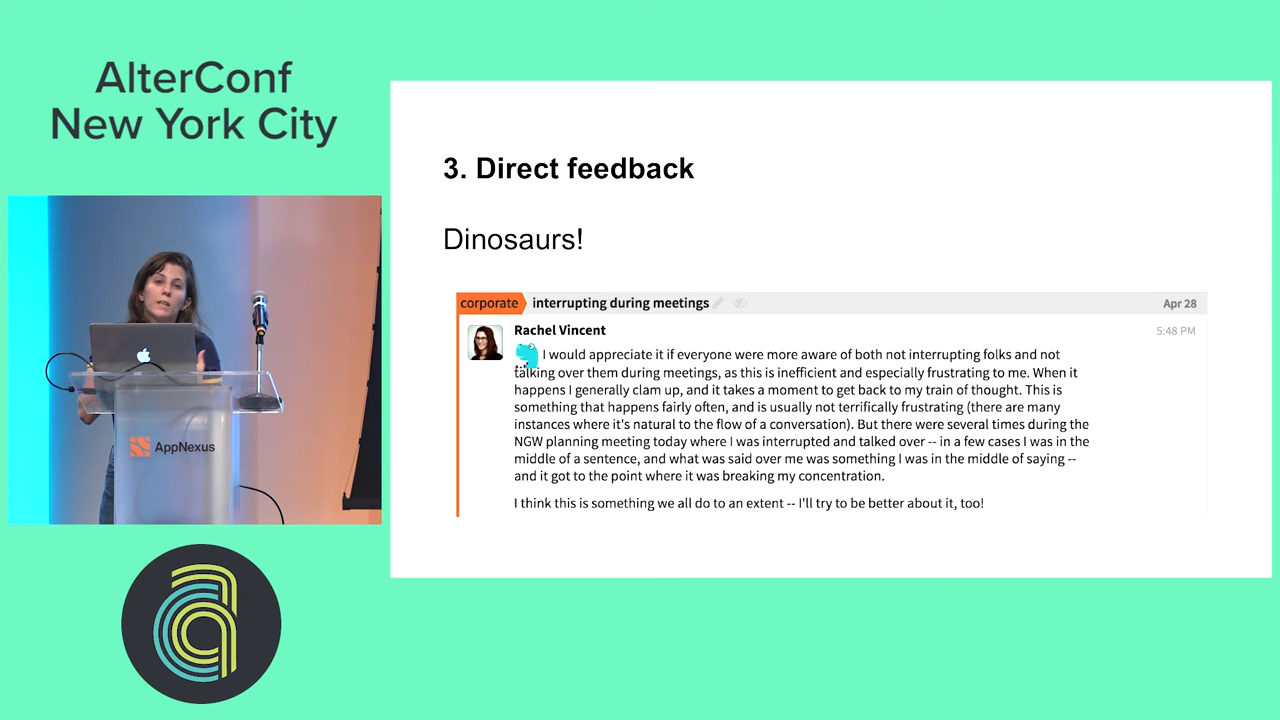 AlterConf
New York City
3. Direct feedback
Dinosaurs!
corporate interrupting during meetings Apr 28
Rachel Vincent 5:48 PM
I would appreciate it if everyone were more aware of both not interrupting folks and not
talking over them during meetings, as this is inefficient and especially frustrating to me. When it
happens I generally clam up, and it takes a moment to get back to my train of thought. This is
something that happens fairly often, and is usually not terrifically frustrating (there are many
instances where it's natural to the flow of a conversation). But there were several times during the
NGW planning meeting today where I was interrupted and talked over -- in a few cases I was in the
middle of a sentence, and what was said over me was something I was in the middle of saying --
and it got to the point where it was breaking my concentration.
I think this is something we all do to an extent -- I'll try to be better about it, too!
AppNexus